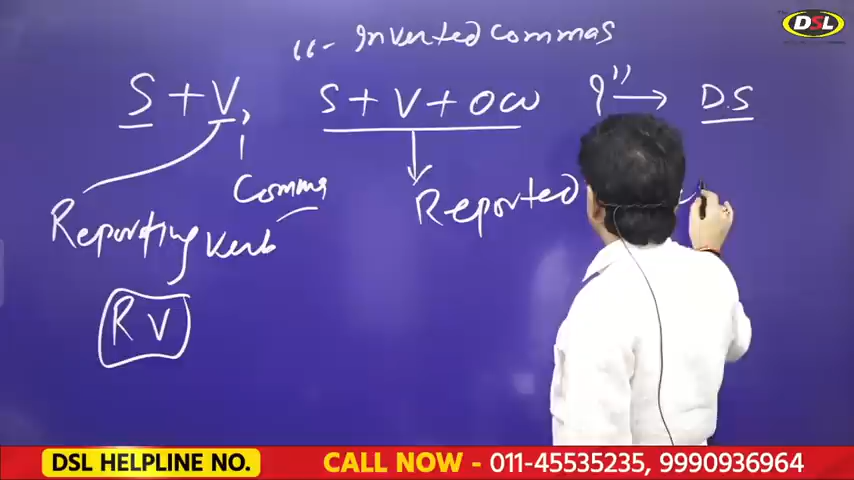 DSL
“ - Inverted commas
S + V, S + V + OW ?" → D.S
Comma
Reported
Reporting Verb
RV
DSL HELPLINE NO. CALL NOW - 011-45535235, 9990936964